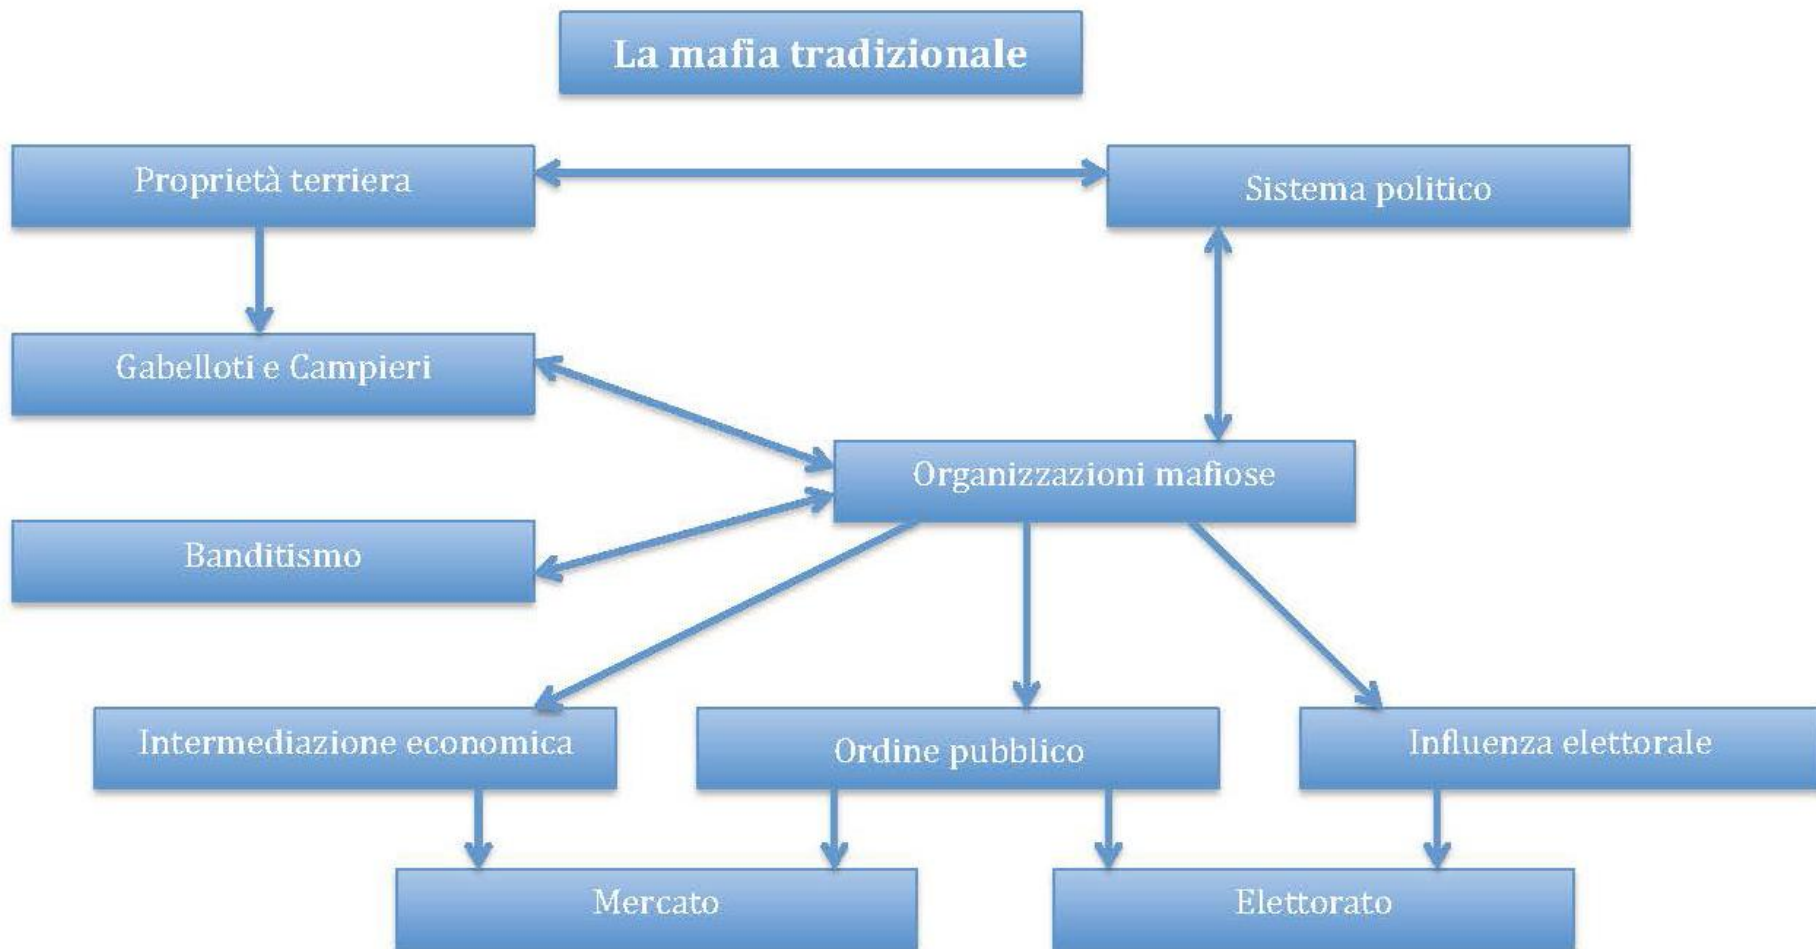 La mafia tradizionale
Proprietà terriera
Sistema politico
Gabelloti e Campieri
Organizzazioni mafiose
Banditismo
Intermediazione economica
Ordine pubblico
Influenza elettorale
Mercato
Elettorato